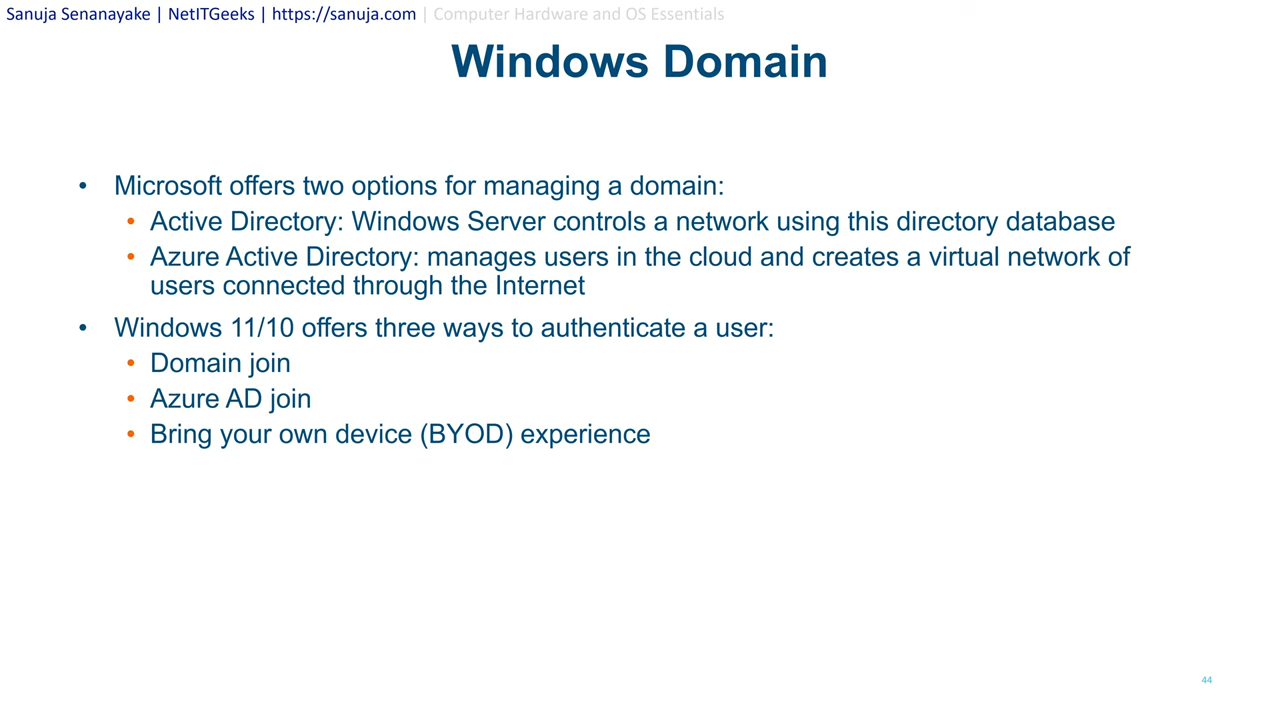 Sanuja Senanayake | NetITGeeks | https://sanuja.com | Computer Hardware and OS Essentials
Windows Domain
• Microsoft offers two options for managing a domain:
• Active Directory: Windows Server controls a network using this directory database
• Azure Active Directory: manages users in the cloud and creates a virtual network of
users connected through the Internet
• Windows 11/10 offers three ways to authenticate a user:
• Domain join
• Azure AD join
• Bring your own device (BYOD) experience
44